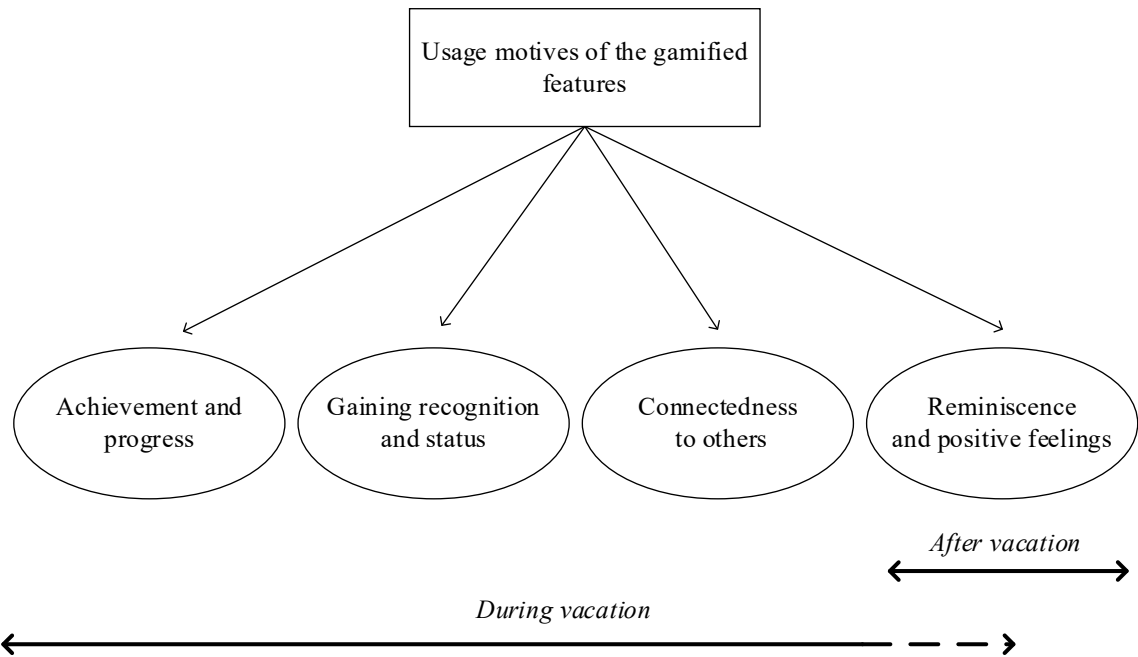 Usage motives of the gamified
features
Achievement and
progress
Gaining recognition
and status
Connectedness
to others
Reminiscence
and positive feelings
After vacation
During vacation